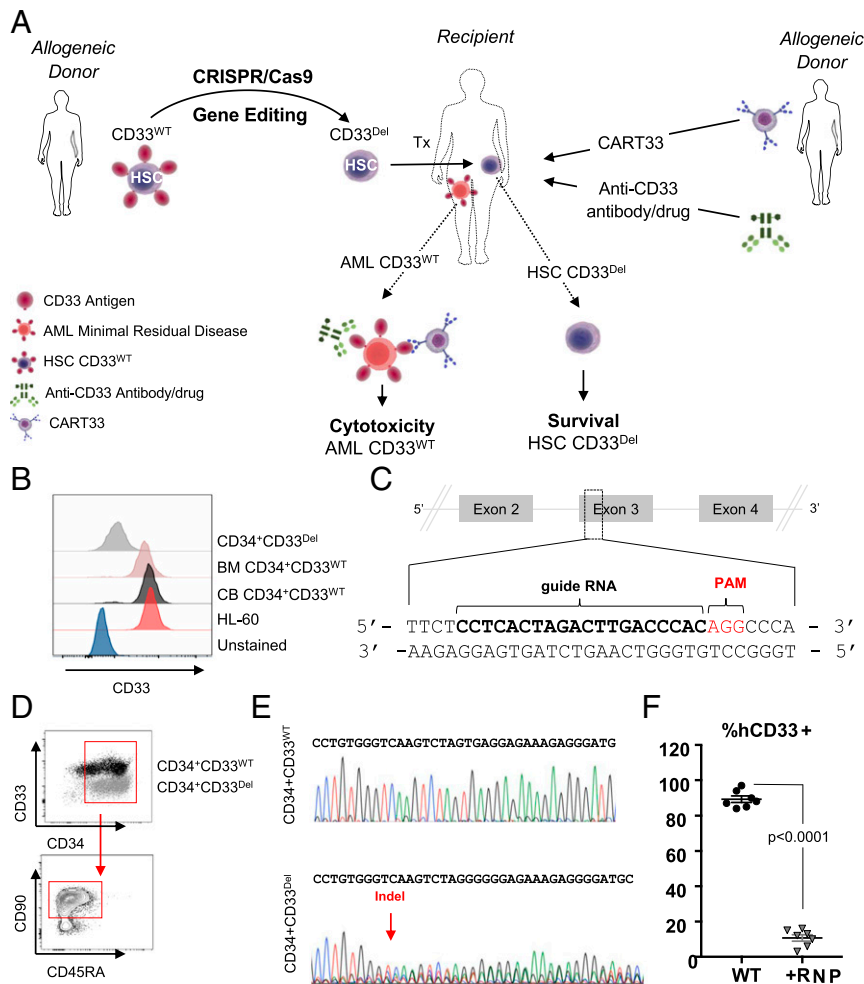 A
Allogeneic
Donor
CRISPR/Cas9
Gene Editing
CD33WT
HSC
CD33Del
HSC
Tx
Recipient
Allogeneic
Donor
CART33
Anti-CD33
antibody/drug
AML CD33WT
HSC CD33Del
CD33 Antigen
AML Minimal Residual Disease
HSC CD33WT
Anti-CD33 Antibody/drug
CART33
Cytotoxicity
AML CD33WT
Survival
HSC CD33Del
B
CD34+CD33Del
BM CD34+CD33WT
CB CD34+CD33WT
HL-60
Unstained
CD33
C
5' Exon 2 Exon 3 Exon 4 3'
guide RNA PAM
5' - TTCTCCTCACTAGACTTGACCCACAGGCCCA - 3'
3' - AAGAGGAGTGATCTGAACTGGGTGTCCGGGT - 5'
D
CD33
CD34+CD33WT
CD34+CD33Del
CD34
CD90
CD45RA
E
CD34+CD33WT
CCTGTGGGTCAAGTCTAGTGAGGAGAAAGAGGGATG
CD34+CD33Del
CCTGTGGGTCAAGTCTAGGGGGGAGAAAGAGGGGATGC
Indel
F
%hCD33+
120
100
80
60
40
20
0
p<0.0001
WT +RNP